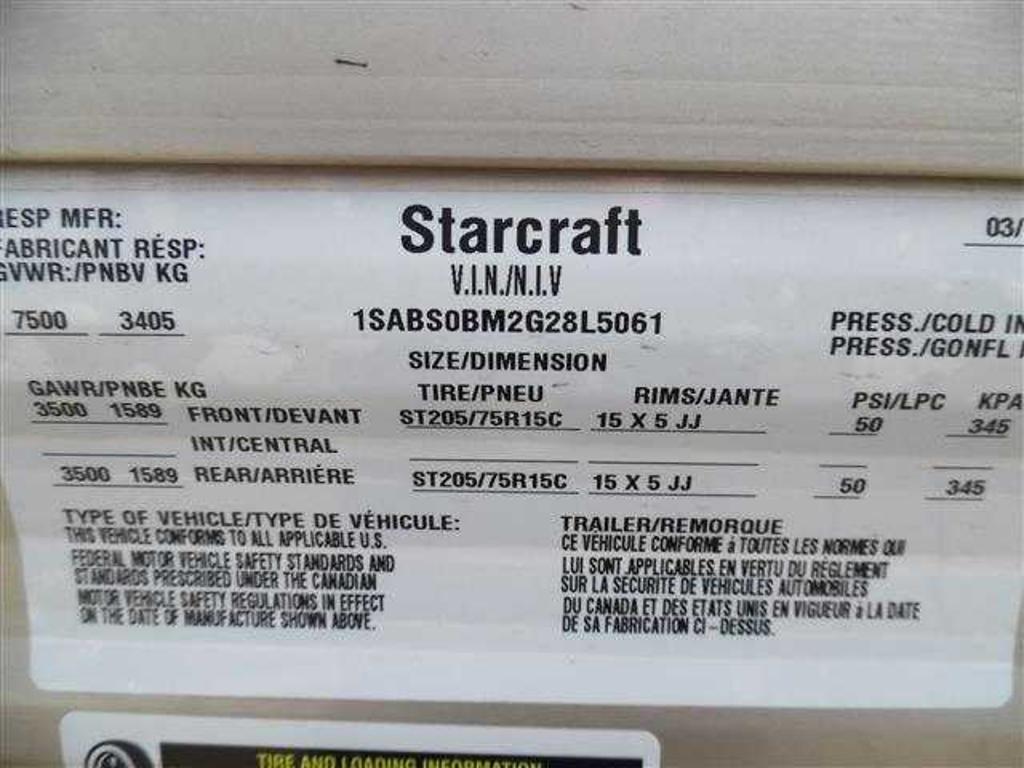 RESP MFR:
FABRICANT RÉSP:
GVWR:/PNBV KG
Starcraft
V.I.N./N.I.V
03/
7500 3405
1SABS0BM2G28L5061
PRESS./COLD IN
PRESS./GONFL
SIZE/DIMENSION
GAWR/PNBE KG TIRE/PNEU RIMS/JANTE PSI/LPC KPA
3500 1589 FRONT/DEVANT ST205/75R15C 15 X 5 JJ 50 345
INT/CENTRAL
3500 1589 REAR/ARRIÉRE ST205/75R15C 15 X 5 JJ 50 345
TYPE OF VEHICLE/TYPE DE VÉHICULE: TRAILER/REMORQUE
THIS VEHICLE CONFORMS TO ALL APPLICABLE U.S.
FEDERAL MOTOR VEHICLE SAFETY STANDARDS AND
STANDARDS PRESCRIBED UNDER THE CANADIAN
MOTOR VEHICLE SAFETY REGULATIONS IN EFFECT
ON THE DATE OF MANUFACTURE SHOWN ABOVE.
CE VEHICULE CONFORME à TOUTES LES NORMES QUI
LUI SONT APPLICABLES EN VERTU DU REGLEMENT
SUR LA SECURITE DE VEHICULES AUTOMOBILES
DU CANADA ET DES ETATS UNIS EN VIGUEUR à LA DATE
DE SA FABRICATION CI-DESSUS.
TIRE AND LOADING INFORMATION